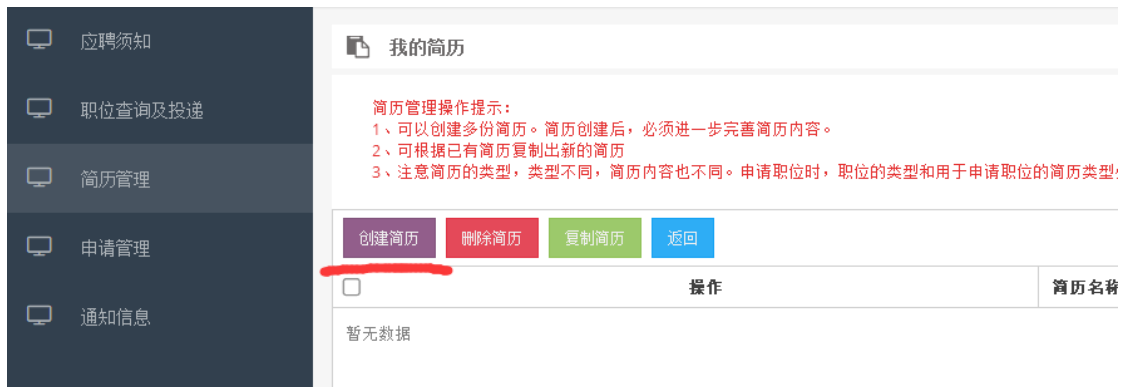 应聘须知
职位查询及投递
简历管理
申请管理
通知信息
我的简历
简历管理操作提示：
1、可以创建多份简历。简历创建后，必须进一步完善简历内容。
2、可根据已有简历复制出新的简历
3、注意简历的类型，类型不同，简历内容也不同。申请职位时，职位的类型和用于申请职位的简历类型
创建简历 删除简历 复制简历 返回
操作 简历名称
暂无数据